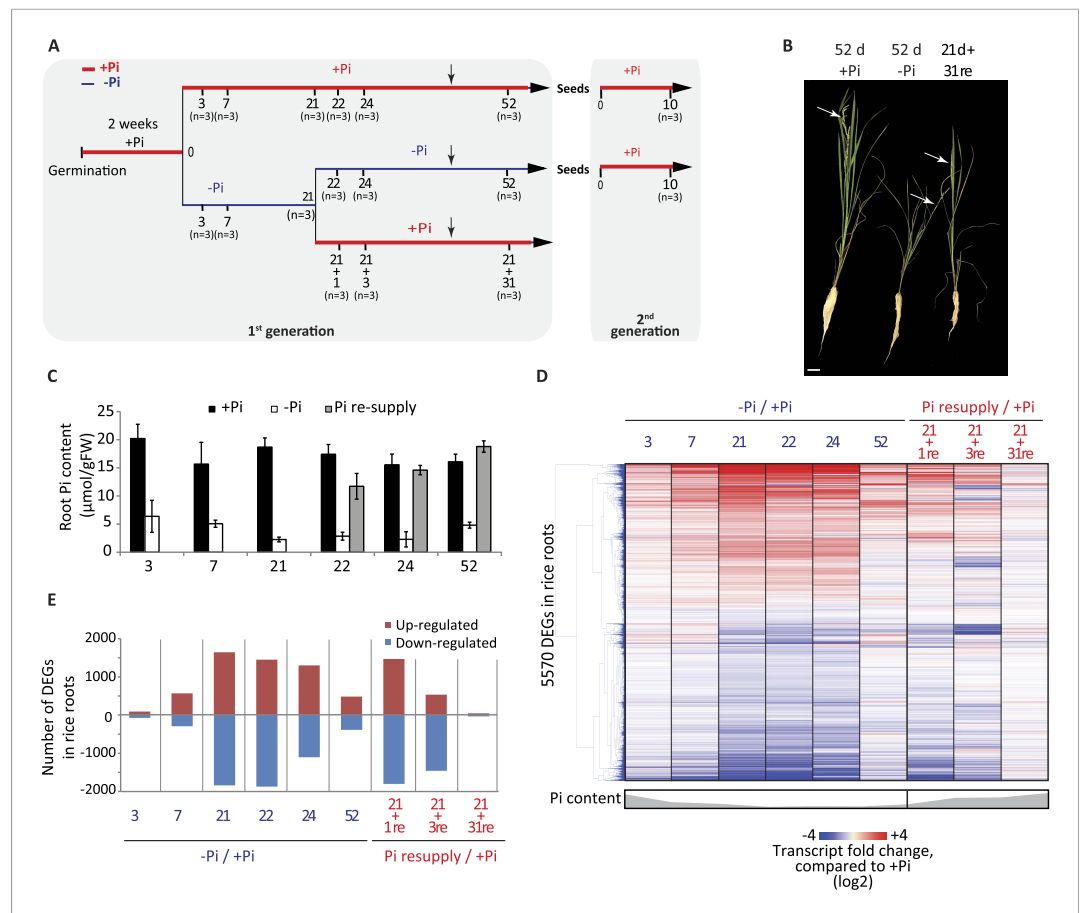 A
+Pi
-Pi
+Pi
2 weeks
+Pi
Germination
0
3 7 21 22 24 52
(n=3) (n=3) (n=3) (n=3) (n=3) (n=3)
Seeds
-Pi
3 7
(n=3) (n=3)
21
(n=3)
-Pi
22 24 52
(n=3) (n=3) (n=3)
Seeds
+Pi
21 21 21
+ + +
1 3 31
(n=3) (n=3) (n=3)
1st generation
+Pi
0 10
(n=3)
+Pi
0 10
(n=3)
2nd
generation
B
52 d 52 d 21d+
+Pi -Pi 31re
C
+Pi -Pi Pi re-supply
Root Pi content
(µmol/gFW)
25
20
15
10
5
0
3 7 21 22 24 52
D
-Pi / +Pi Pi resupply / +Pi
3 7 21 22 24 52
21 21 21
+ + +
1re 3re 31re
5570 DEGs in rice roots
Pi content
-4 +4
Transcript fold change,
compared to +Pi
(log2)
E
Up-regulated
Down-regulated
Number of DEGs
in rice roots
2000
1000
0
-1000
-2000
3 7 21 22 24 52
21 21 21
+ + +
1re 3re 31re
-Pi / +Pi Pi resupply / +Pi